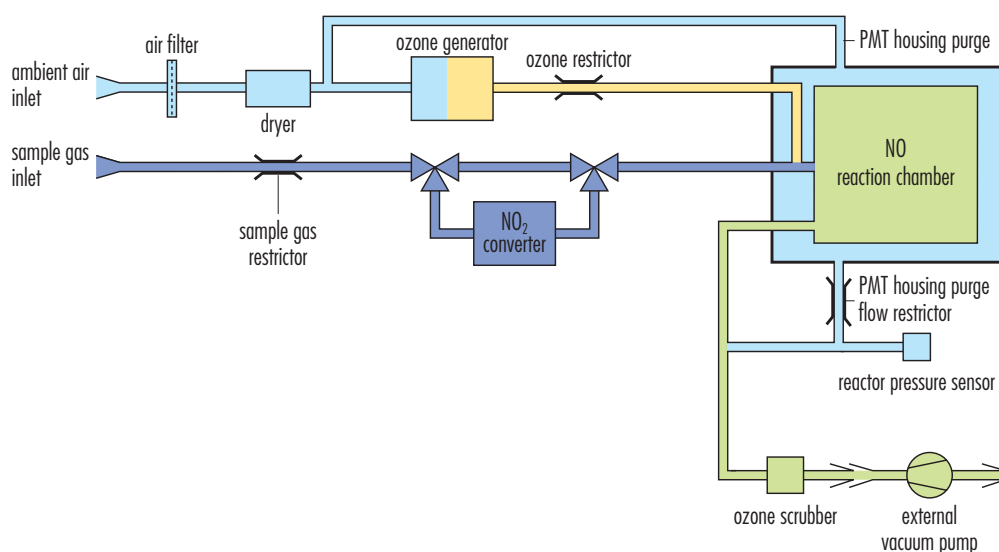 air filter
ambient air
inlet
dryer
ozone generator
ozone restrictor
PMT housing purge
sample gas
inlet
sample gas
restrictor
NO₂
converter
NO
reaction chamber
PMT housing purge
flow restrictor
reactor pressure sensor
ozone scrubber
external
vacuum pump